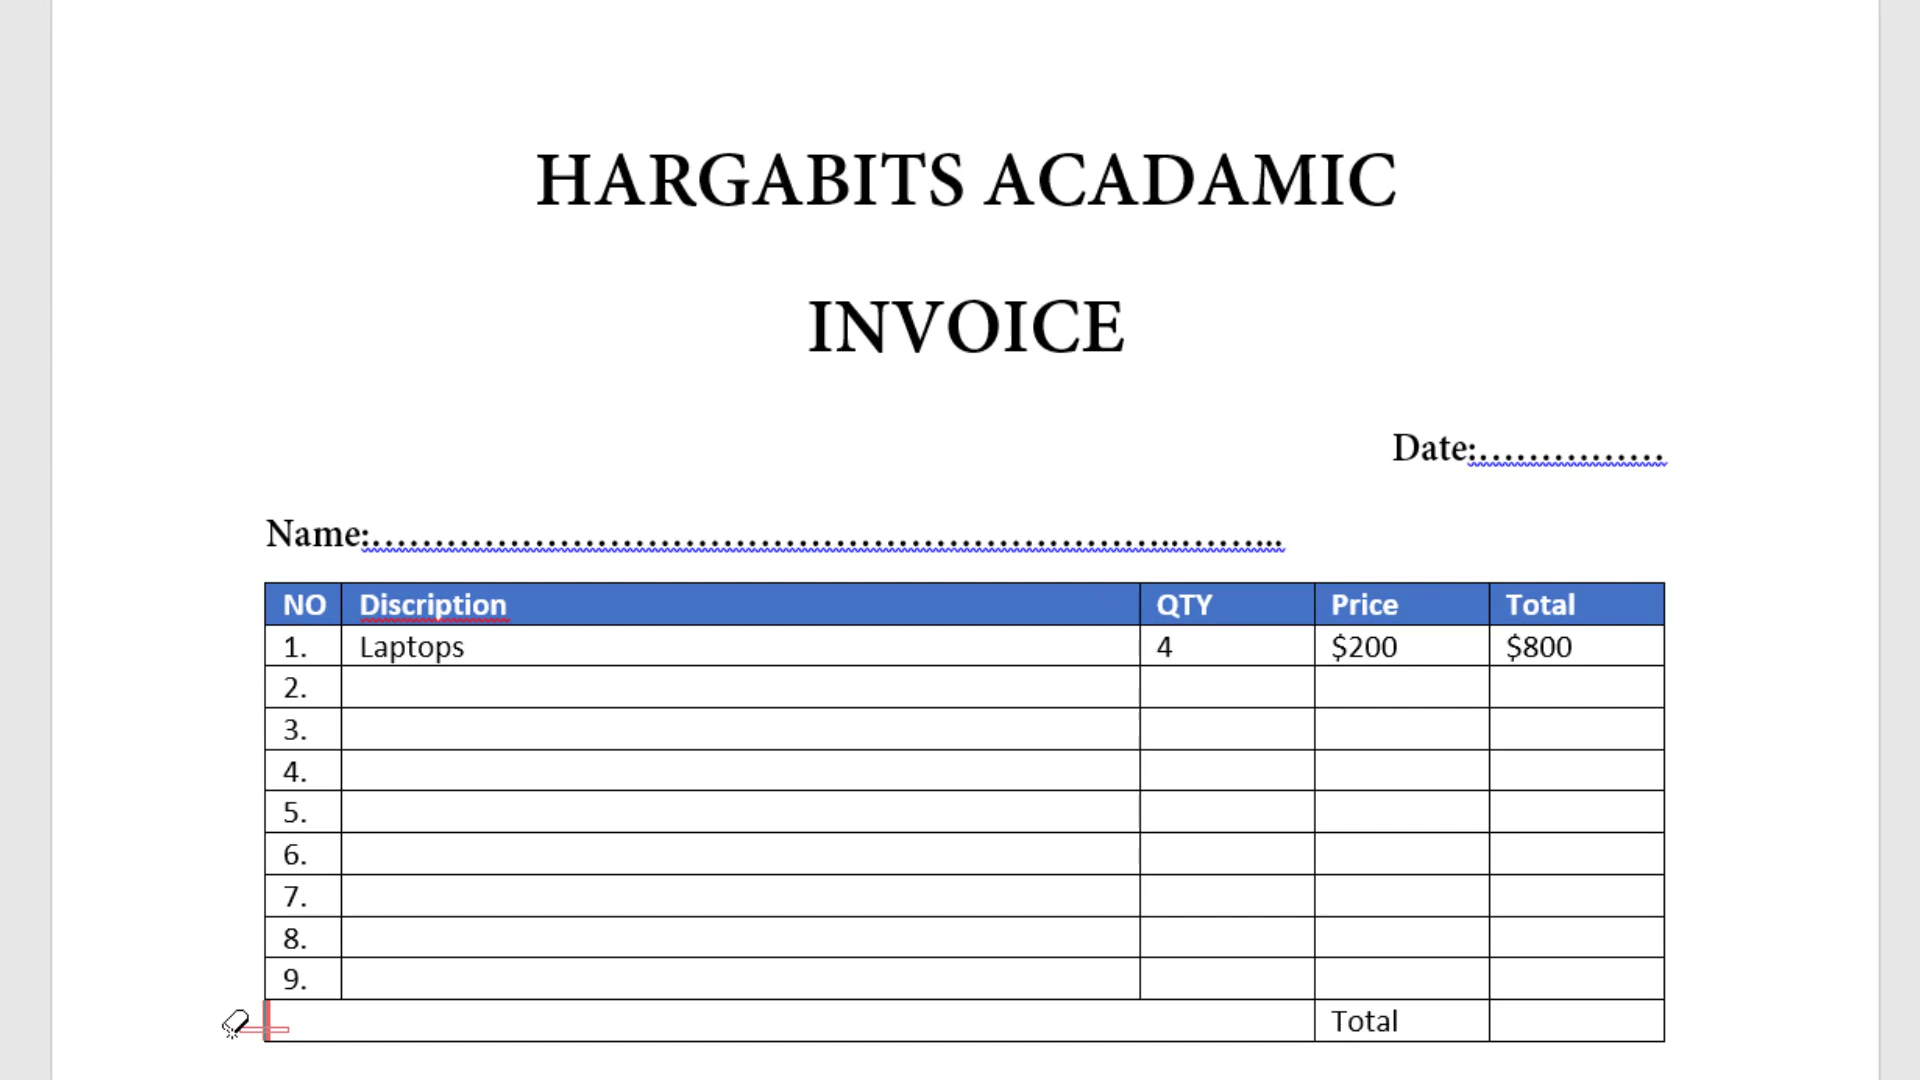 HARGABITS ACADAMIC
INVOICE
Date:……………
Name:………………………………………………………..……...
NO Discription QTY Price Total
1. Laptops 4 $200 $800
2.
3.
4.
5.
6.
7.
8.
9.
Total